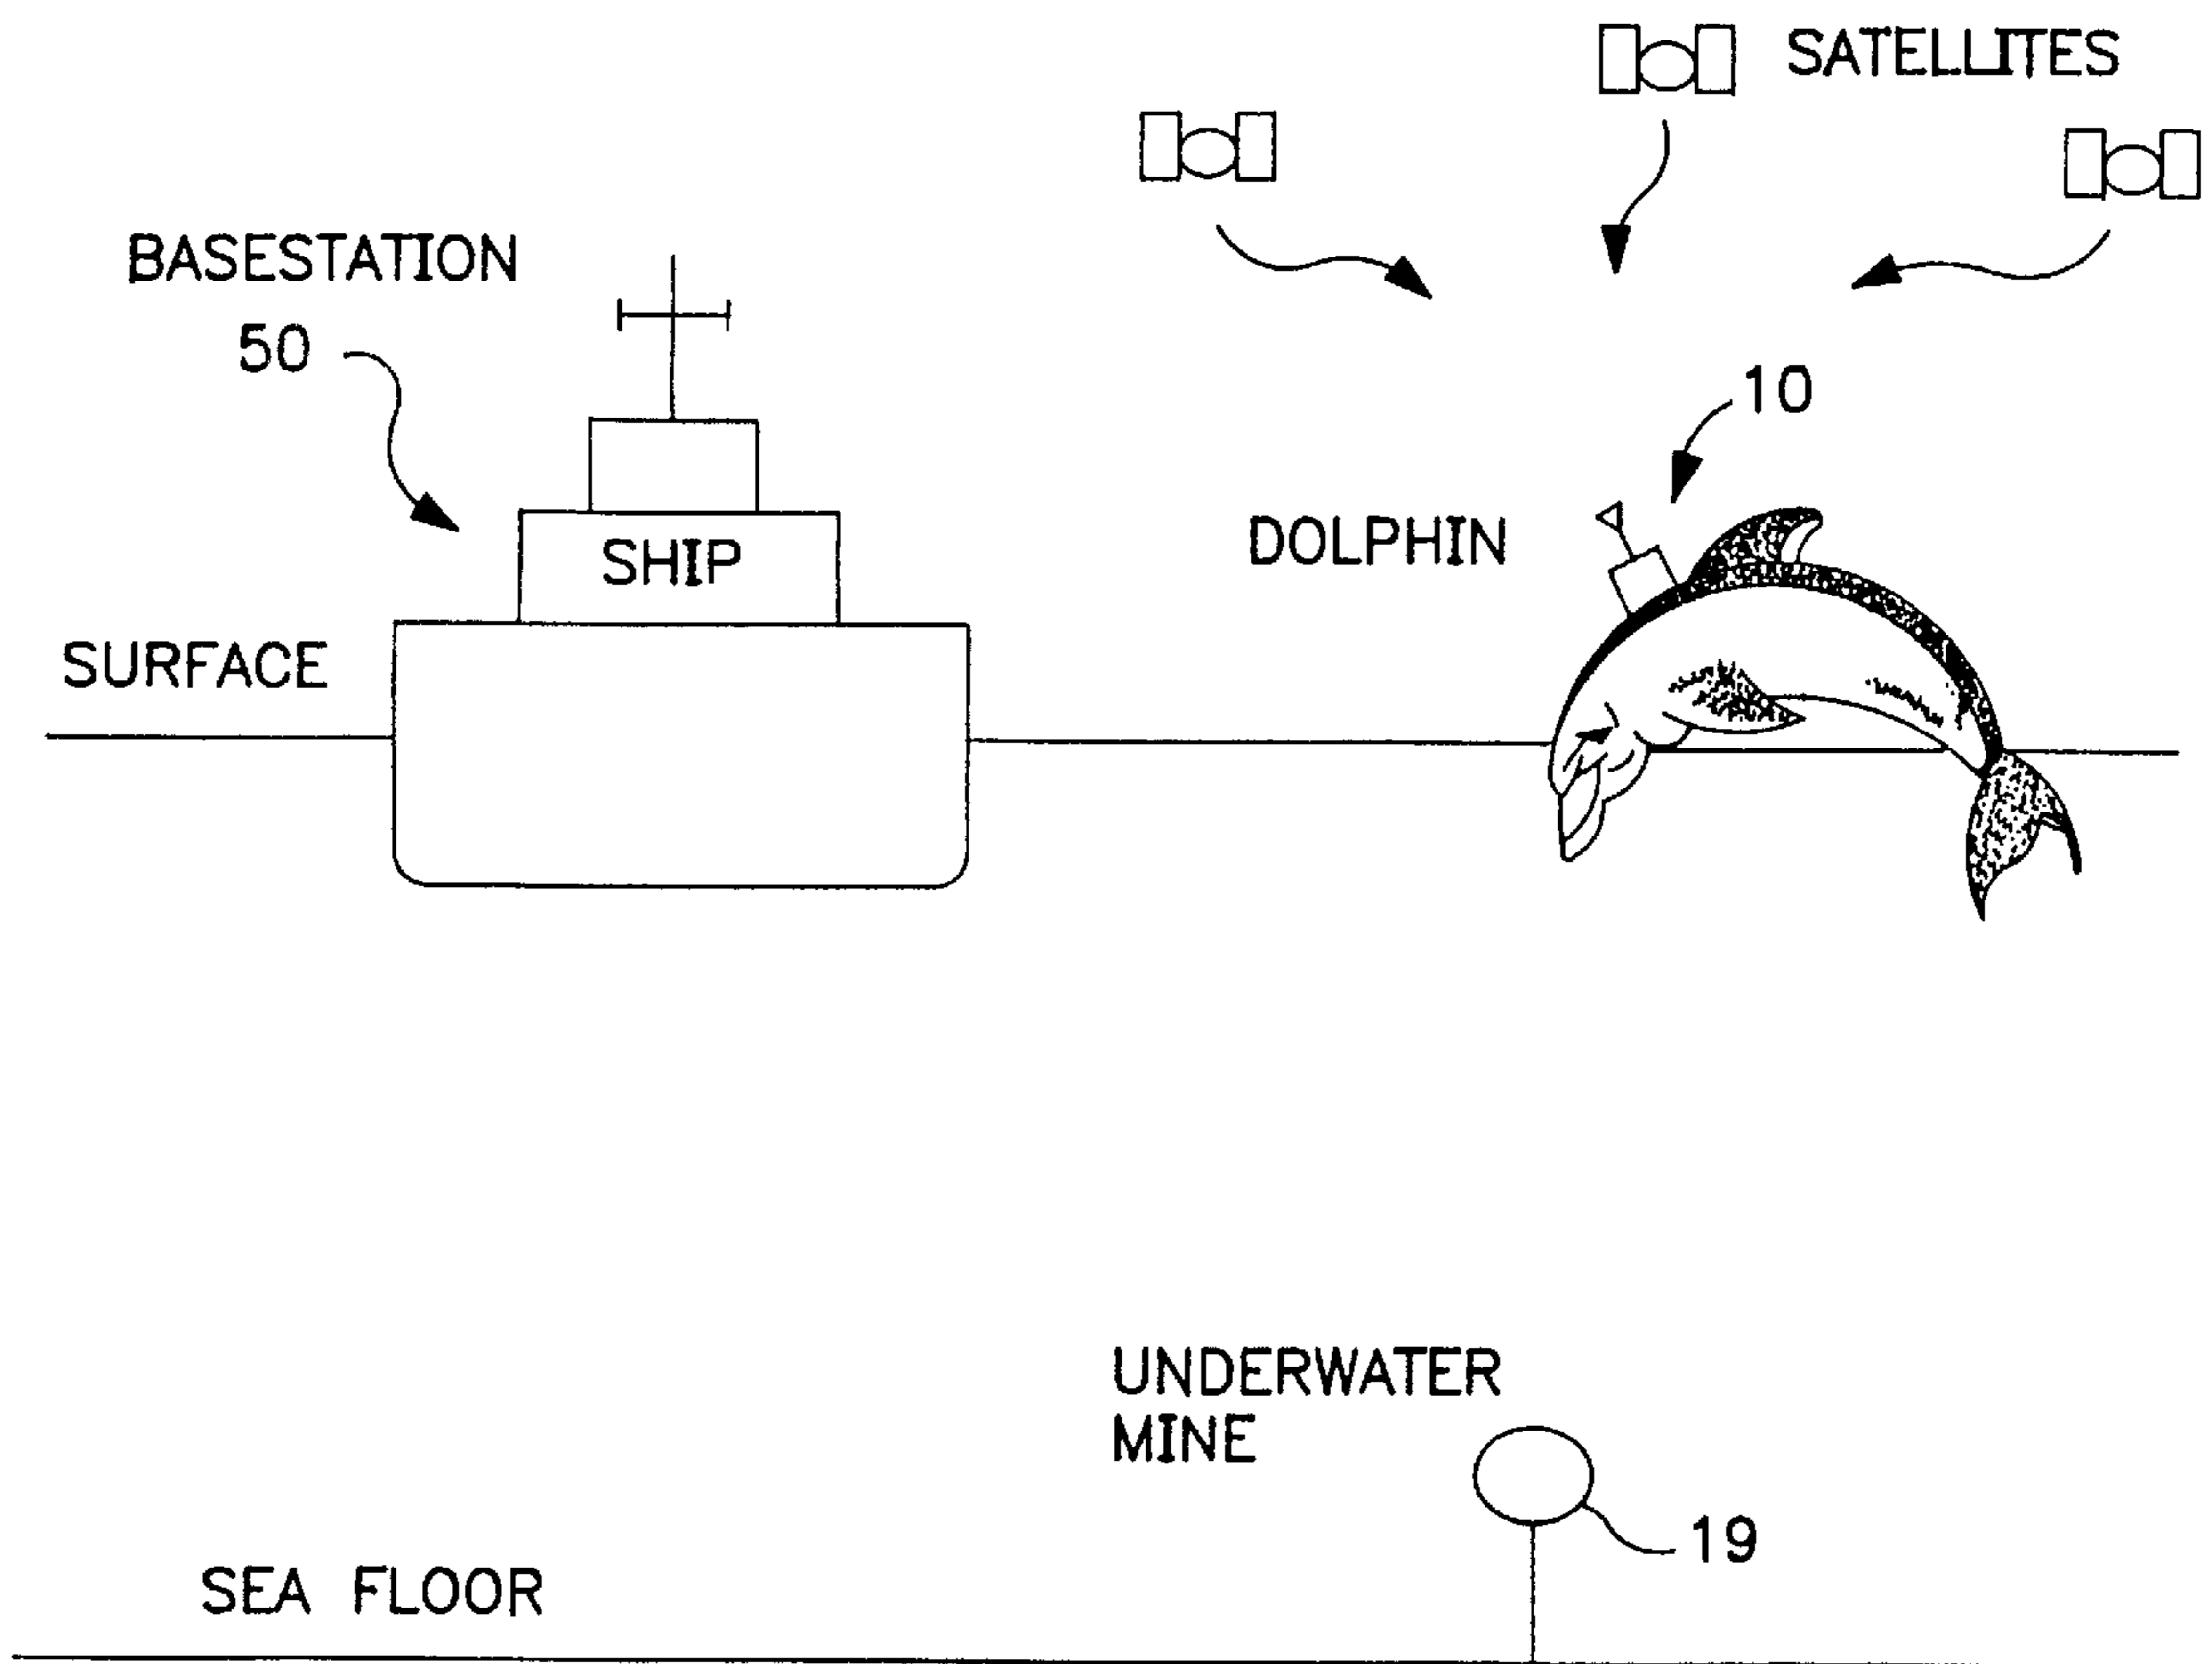 SATELLITES
BASESTATION
50
10
DOLPHIN
SHIP
SURFACE
UNDERWATER
MINE
19
SEA FLOOR